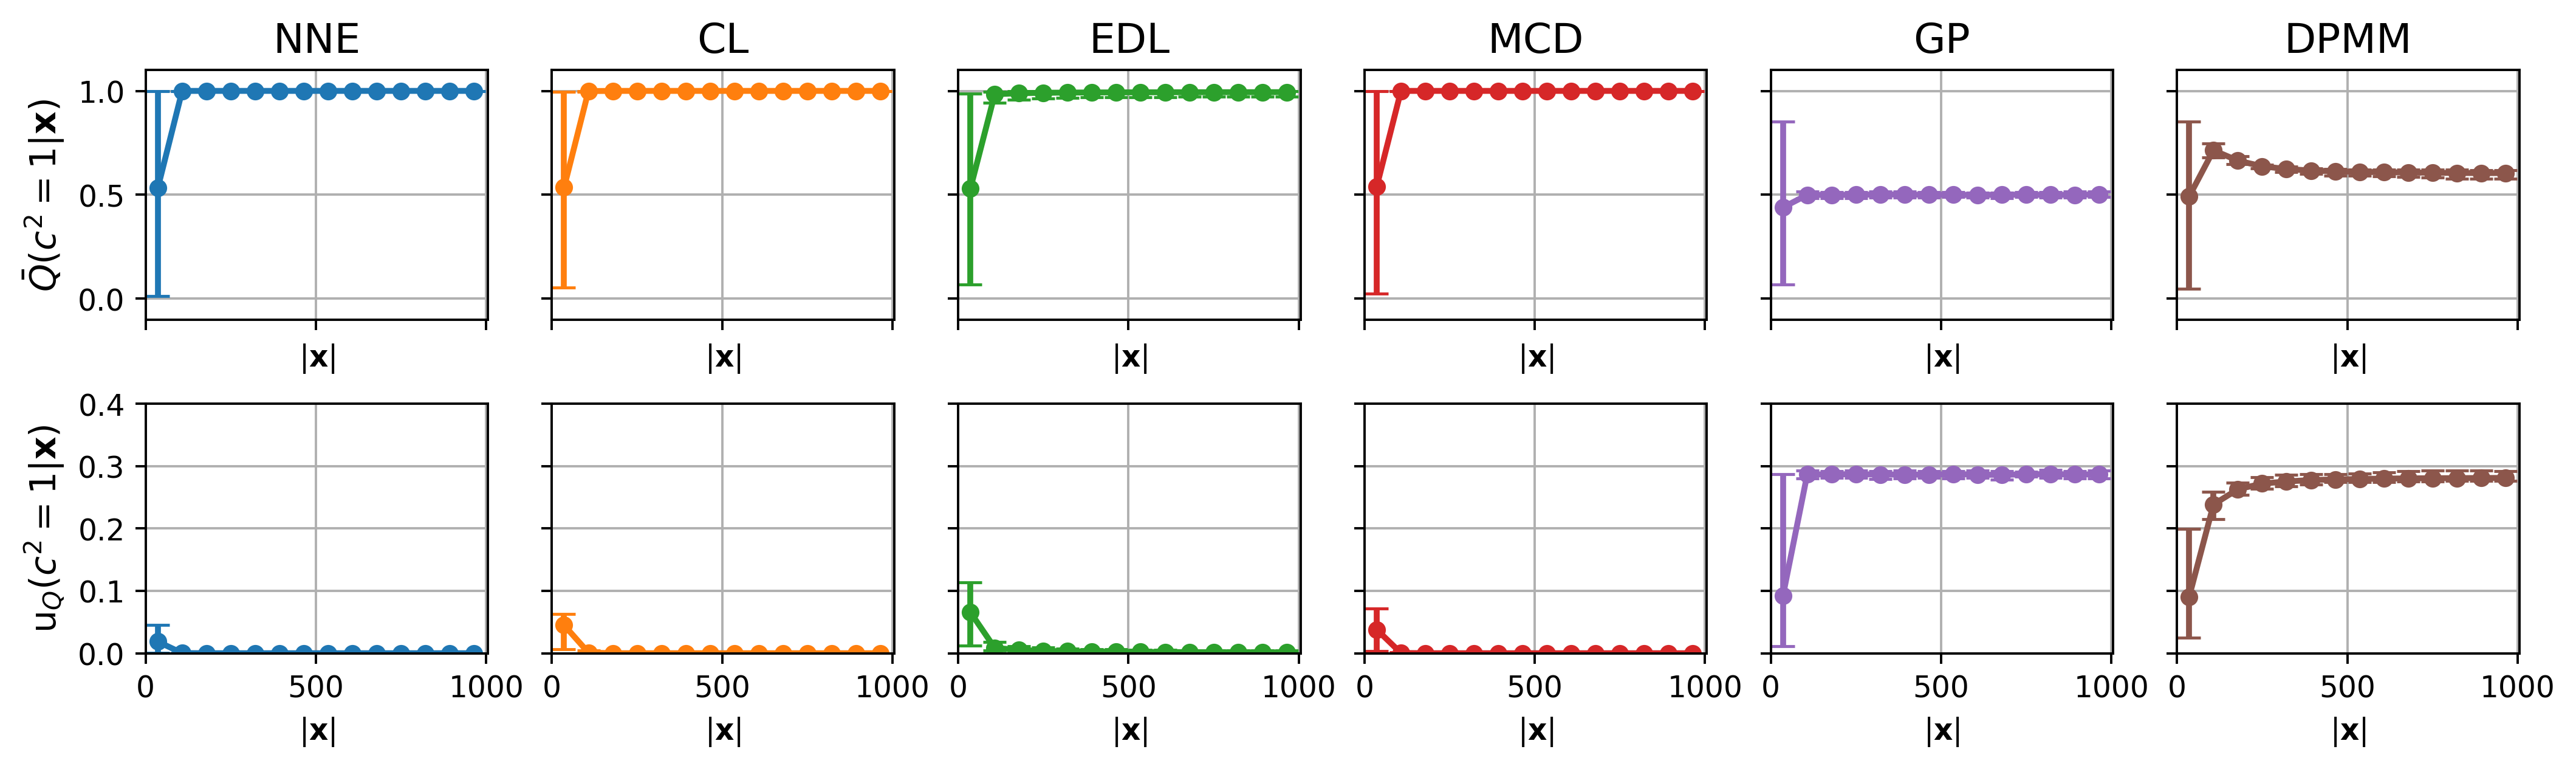 NNE CL EDL MCD GP DPMM
Q̄(c² = 1|x)
1.0
0.5
0.0
|x| |x| |x| |x| |x| |x|
u_Q(c² = 1|x)
0.4
0.3
0.2
0.1
0.0
0 500 1000 0 500 1000 0 500 1000 0 500 1000 0 500 1000 0 500 1000
|x| |x| |x| |x| |x| |x|